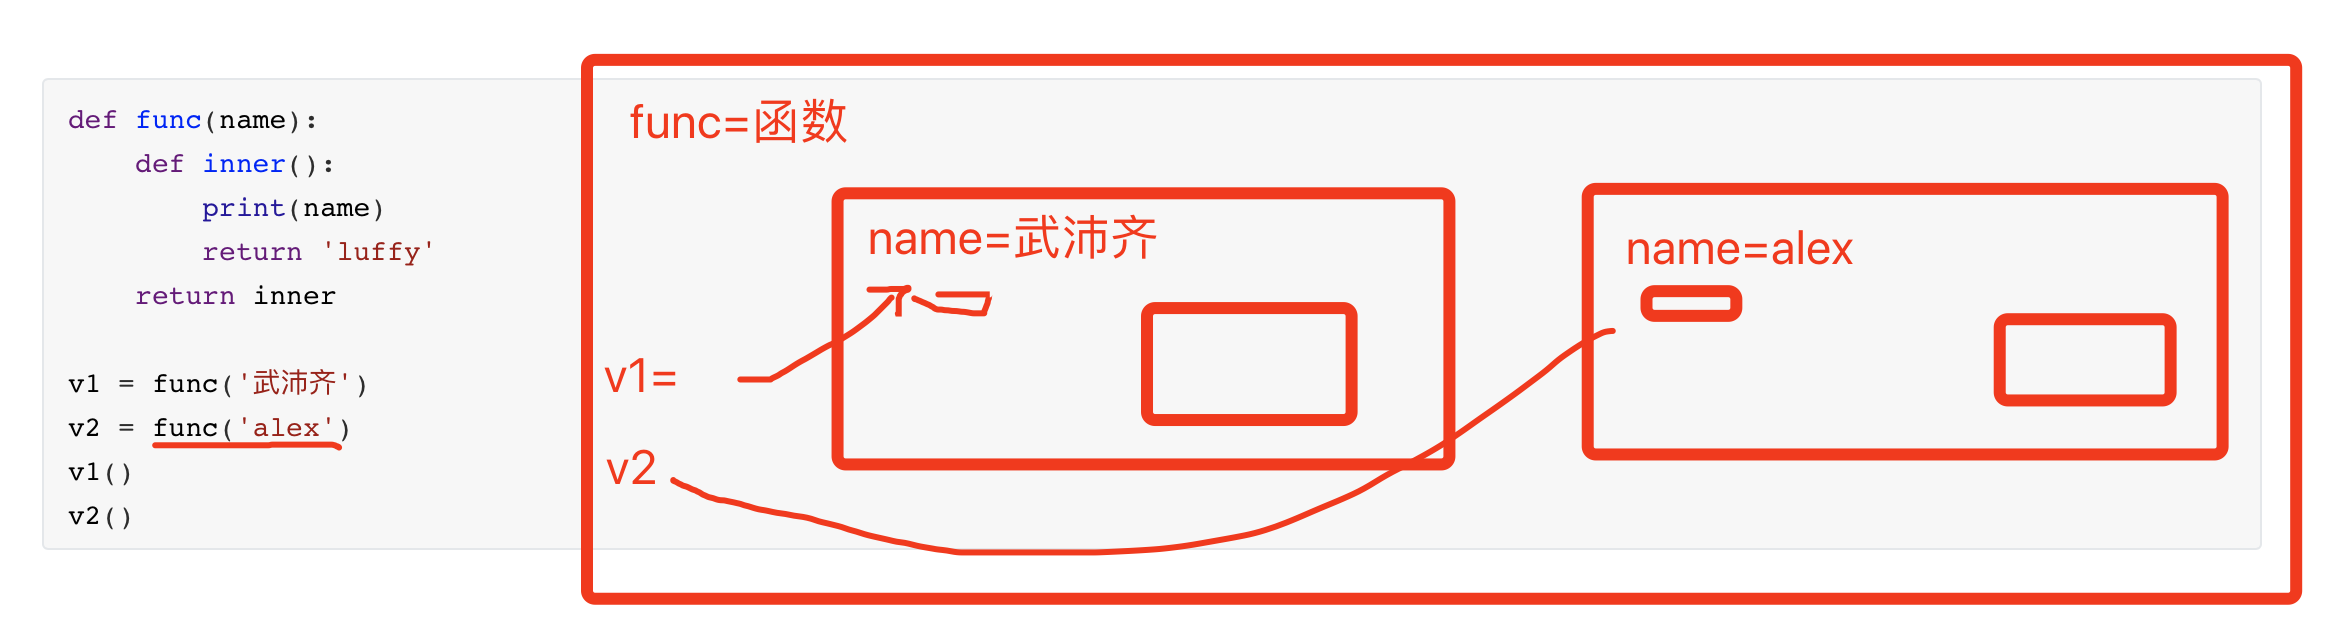 def func(name):
    def inner():
        print(name)
        return 'luffy'
    return inner
v1 = func('武沛齐')
v2 = func('alex')
v1()
v2()
func=函数
name=武沛齐
name=alex
v1=
v2